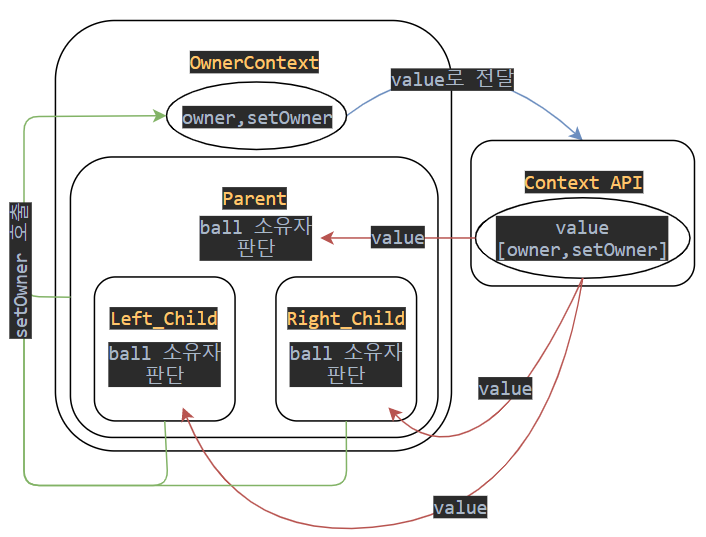 OwnerContext
value로 전달
owner,setOwner
Context API
value
[owner,setOwner]
Parent
ball 소유자
판단
value
setOwner 호출
Left_Child
ball 소유자
판단
Right_Child
ball 소유자
판단
value
value